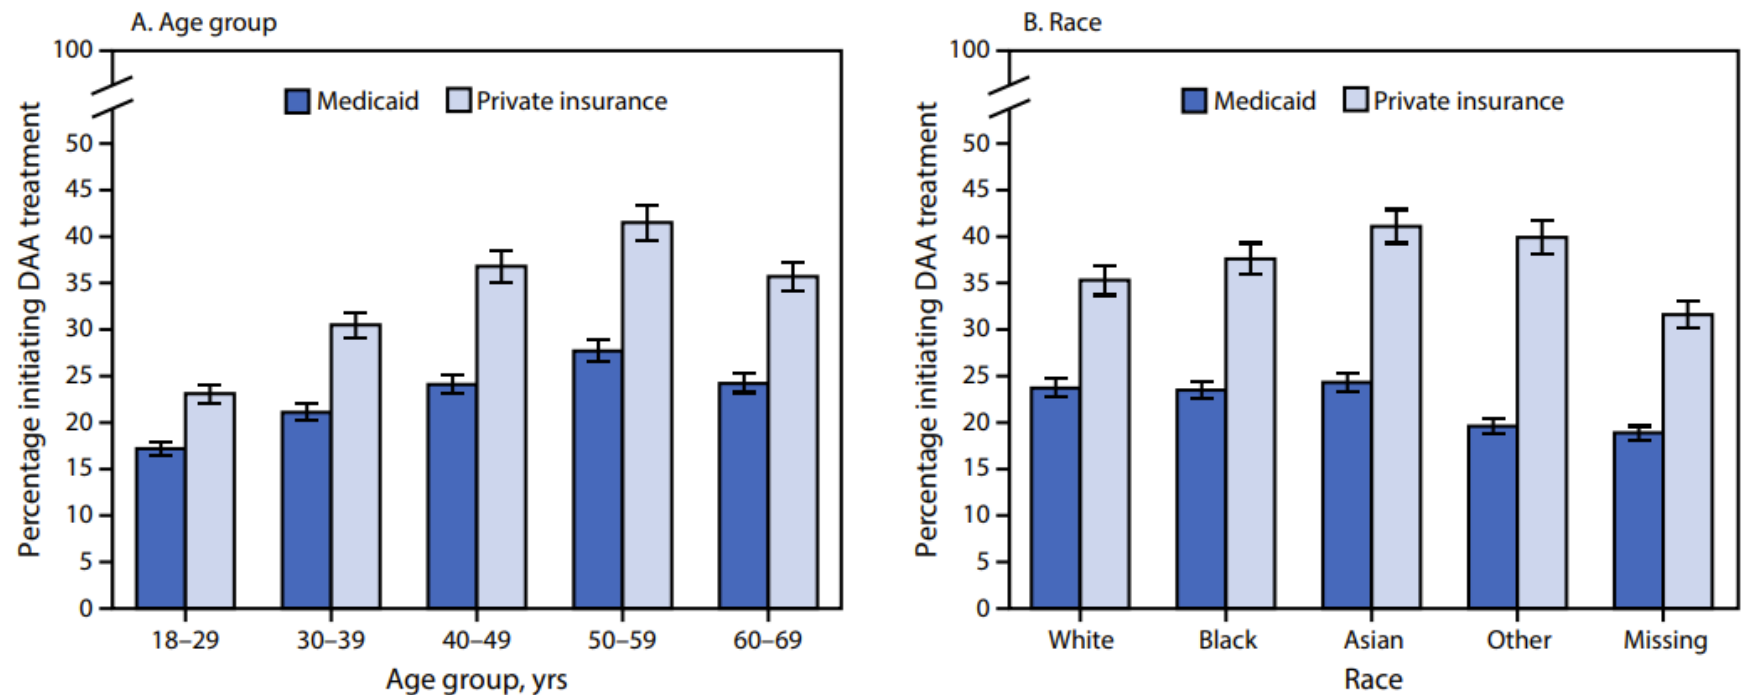 A. Age group
100
Medicaid
Private insurance
50
45
40
35
30
25
20
15
10
5
0
Percentage initiating DAA treatment
18–29
30–39
40–49
50–59
60–69
Age group, yrs
B. Race
100
Medicaid
Private insurance
50
45
40
35
30
25
20
15
10
5
0
Percentage initiating DAA treatment
White
Black
Asian
Other
Missing
Race